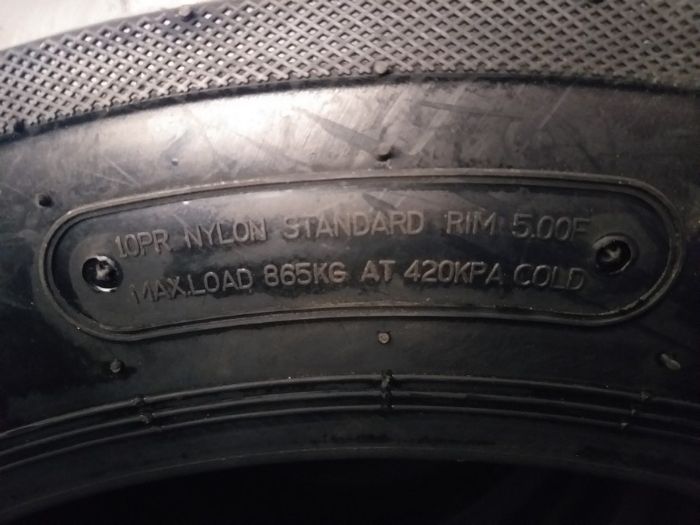 10PR NYLON STANDARD RIM 5.00F
MAX.LOAD 865KG AT 420KPA COLD